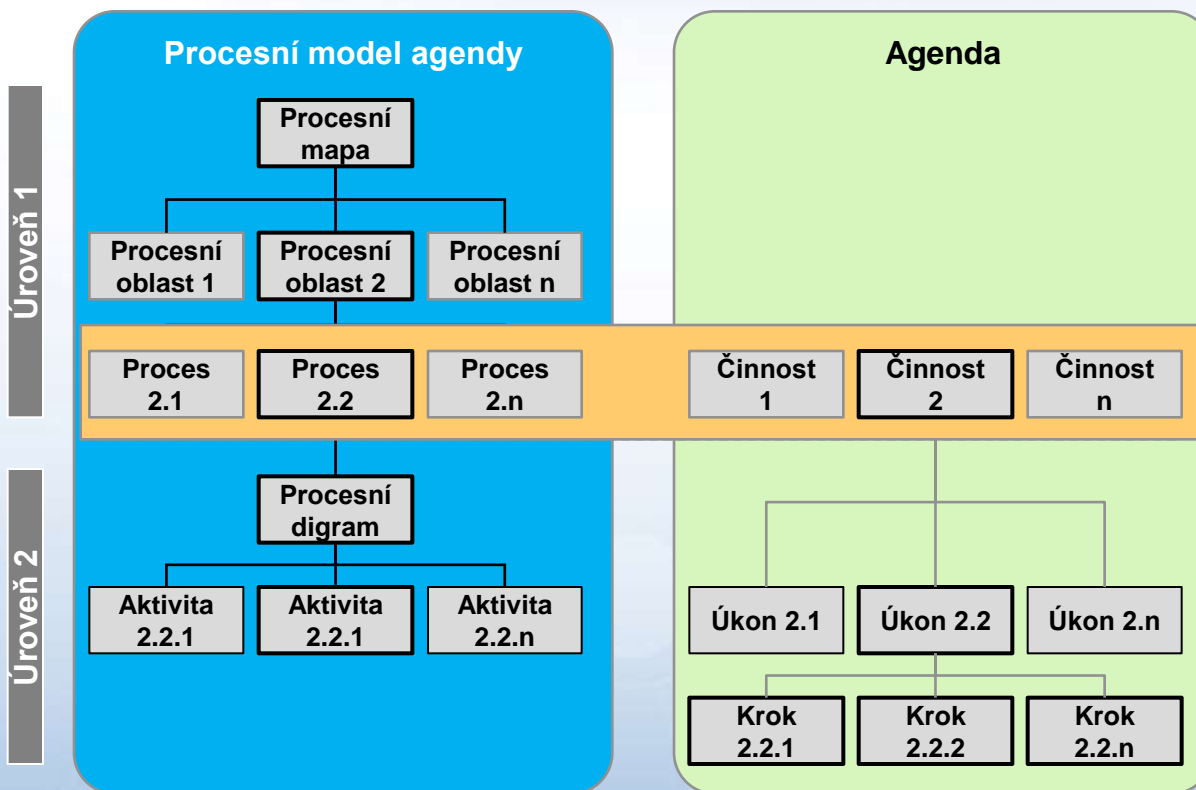 Procesní model agendy
Agenda
Úroveň 1
Procesní
mapa
Procesní
oblast 1
Procesní
oblast 2
Procesní
oblast n
Proces
2.1
Proces
2.2
Proces
2.n
Činnost
1
Činnost
2
Činnost
n
Úroveň 2
Procesní
digram
Aktivita
2.2.1
Aktivita
2.2.1
Aktivita
2.2.n
Úkon 2.1
Úkon 2.2
Úkon 2.n
Krok
2.2.1
Krok
2.2.2
Krok
2.2.n